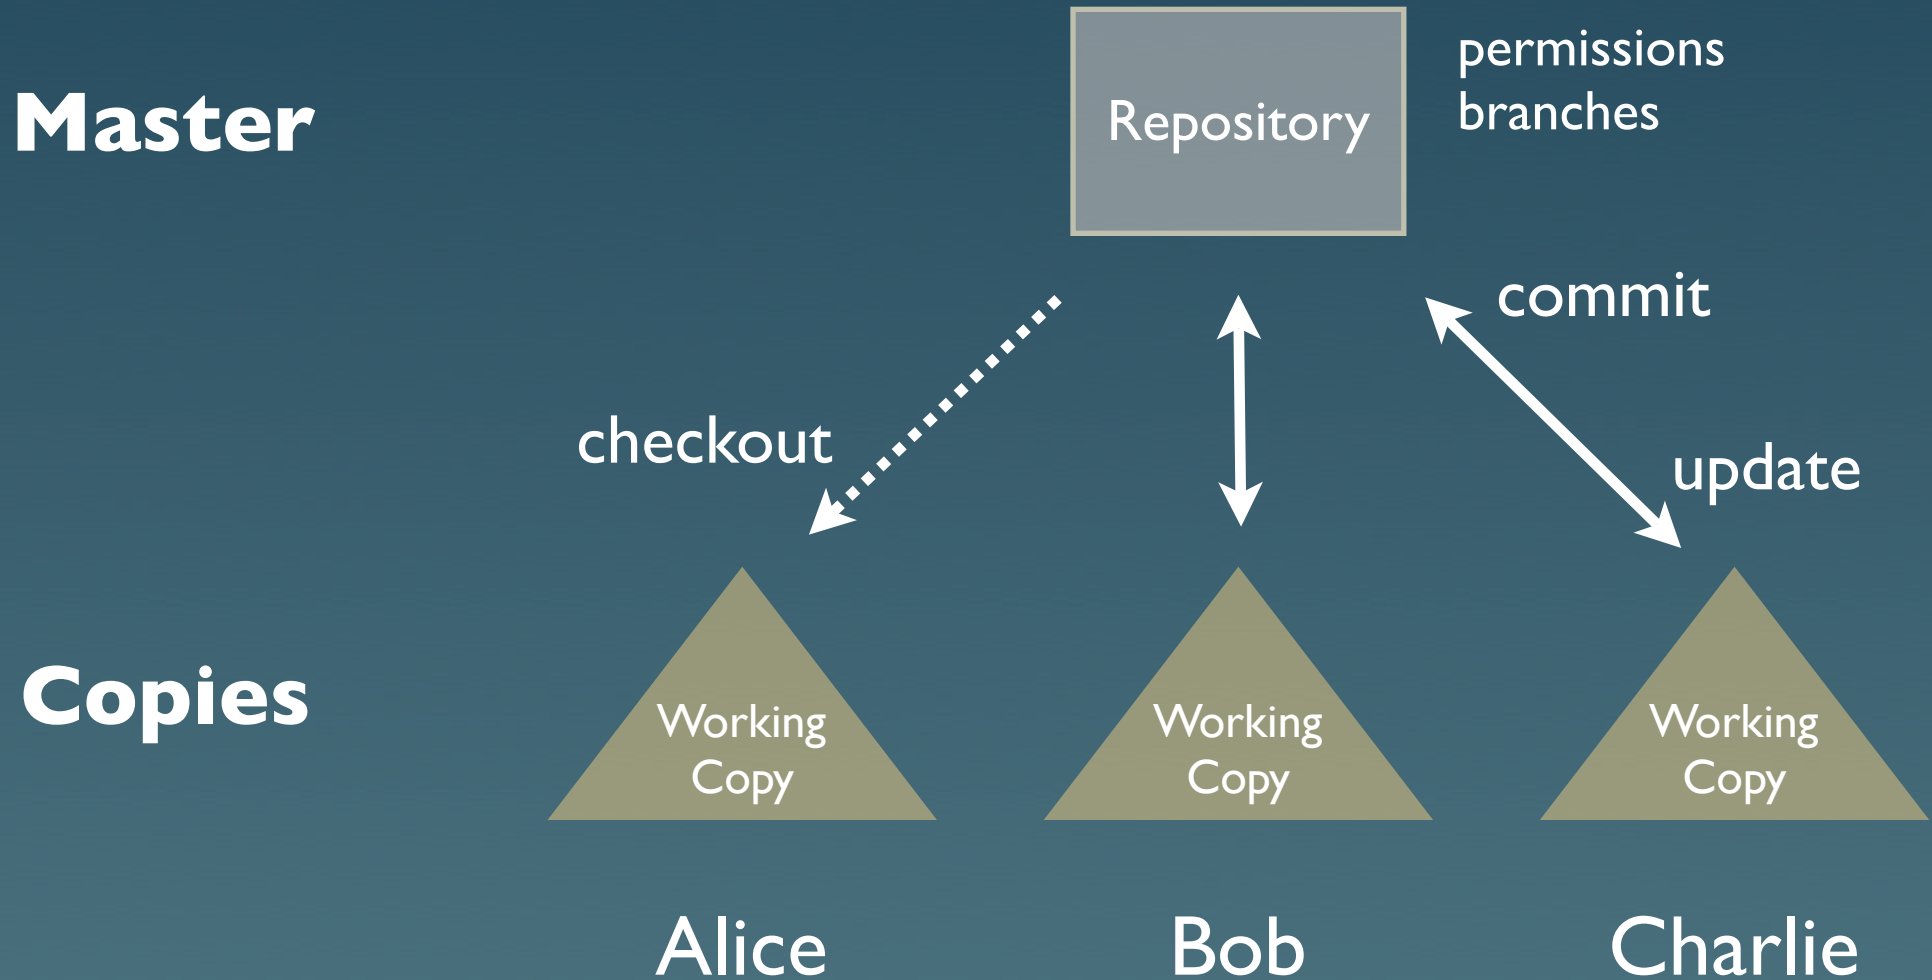 Master
Repository
permissions
branches
commit
checkout
update
Copies
Working
Copy
Working
Copy
Working
Copy
Alice
Bob
Charlie